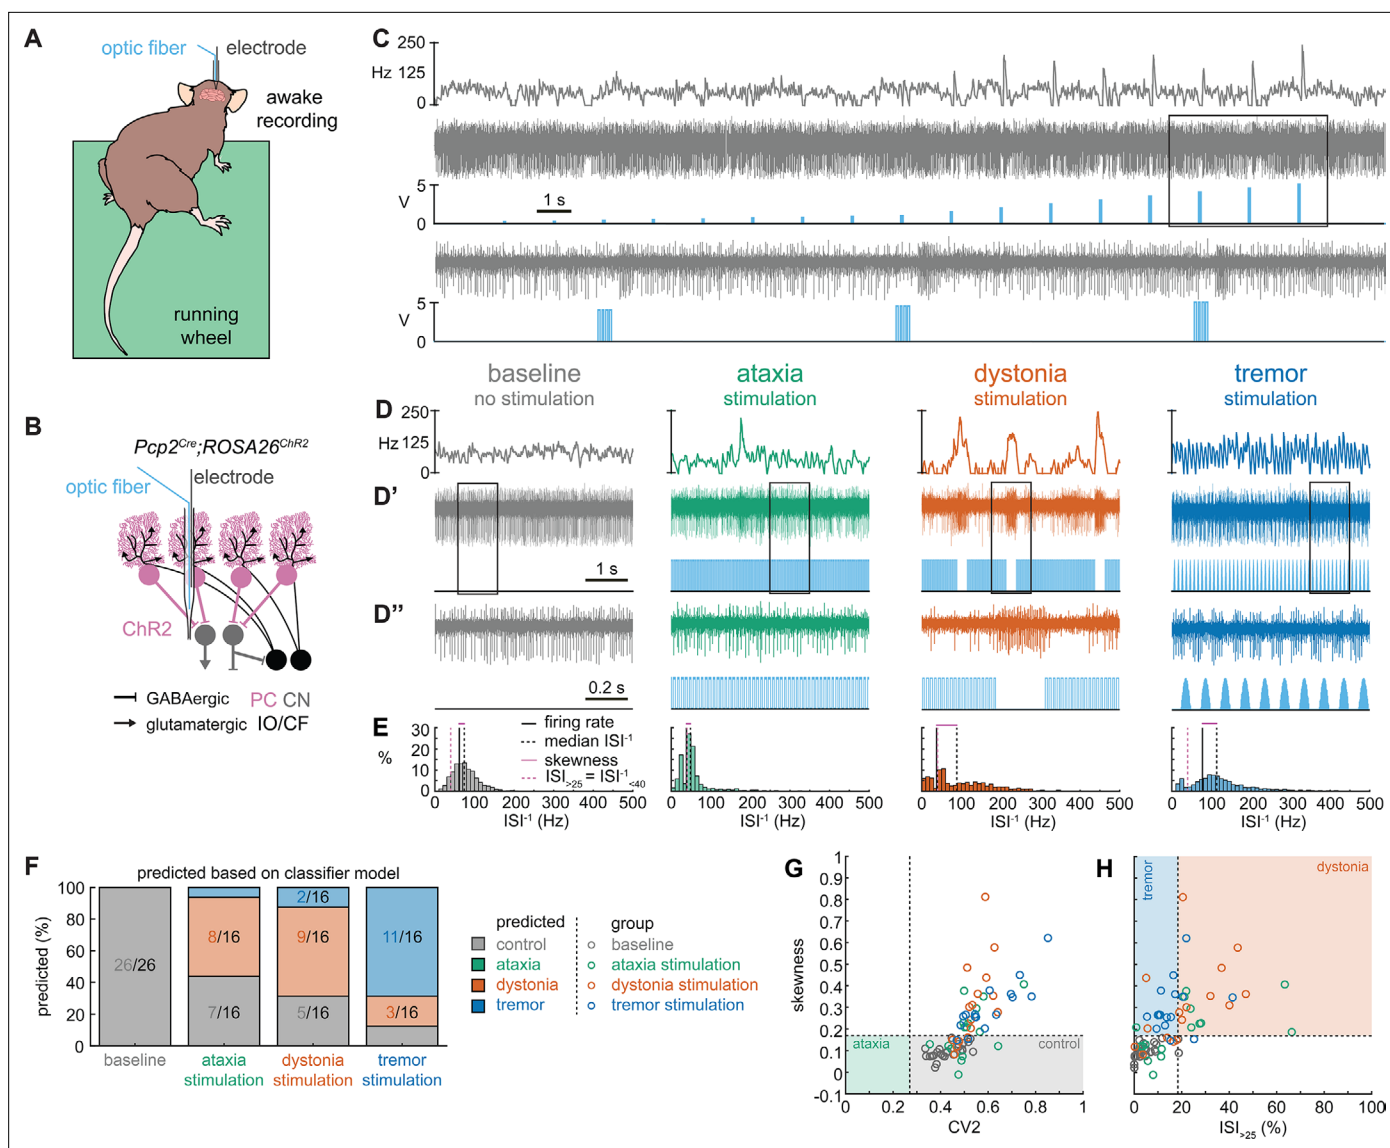 A
optic fiber
electrode
awake
recording
running
wheel
B
Pcp2Cre;ROSA26ChR2
electrode
optic fiber
ChR2
GABAergic
PC CN
glutamatergic
IO/CF
C
250
Hz 125
0
5
V
0
1 s
5
V
0
baseline
no stimulation
ataxia
stimulation
dystonia
stimulation
tremor
stimulation
D
250
Hz 125
0
D'
1 s
D''
0.2 s
E
30
20
%
10
0
firing rate
median ISI-1
skewness
ISI>25 = ISI-1<40
0 100 200 300 400 500
ISI-1 (Hz)
0 100 200 300 400 500
ISI-1 (Hz)
0 100 200 300 400 500
ISI-1 (Hz)
0 100 200 300 400 500
ISI-1 (Hz)
F
predicted based on classifier model
predicted (%)
100
80
60
40
20
0
26/26
8/16
7/16
2/16
9/16
5/16
11/16
3/16
baseline
ataxia
stimulation
dystonia
stimulation
tremor
stimulation
predicted
control
ataxia
dystonia
tremor
group
baseline
ataxia stimulation
dystonia stimulation
tremor stimulation
G
skewness
1
0.9
0.8
0.7
0.6
0.5
0.4
0.3
0.2
0.1
0
-0.1
ataxia
control
0 0.2 0.4 0.6 0.8 1
CV2
H
tremor
dystonia
0 20 40 60 80 100
ISI>25 (%)